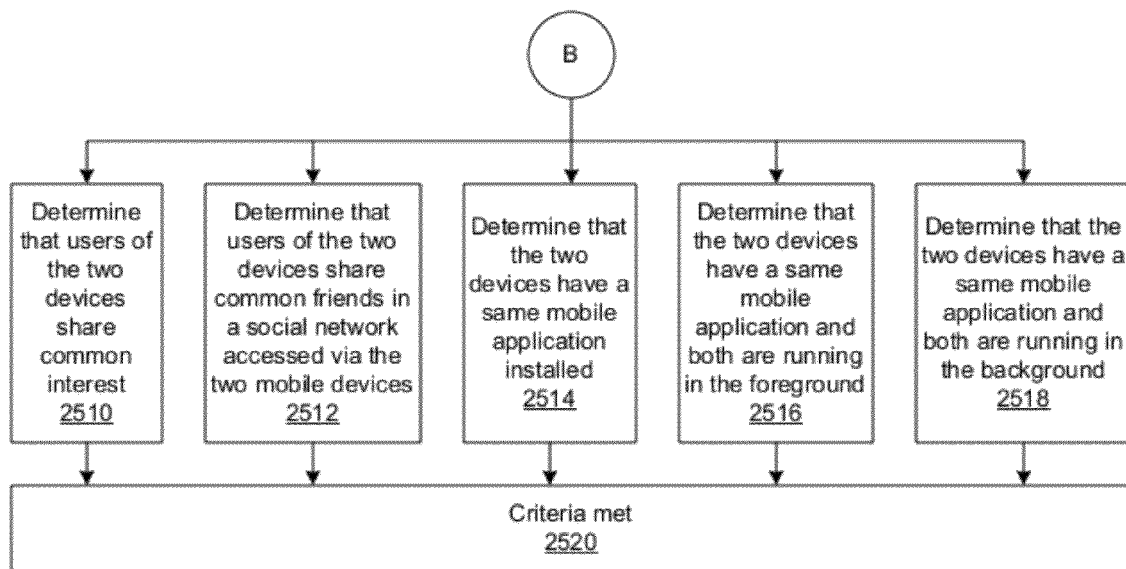 B
Determine
that users of
the two
devices
share
common
interest
2510
Determine that
users of the two
devices share
common friends in
a social network
accessed via the
two mobile devices
2512
Determine that
the two
devices have a
same mobile
application
installed
2514
Determine that
the two devices
have a same
mobile
application and
both are running
in the foreground
2516
Determine that the
two devices have a
same mobile
application and
both are running in
the background
2518
Criteria met
2520